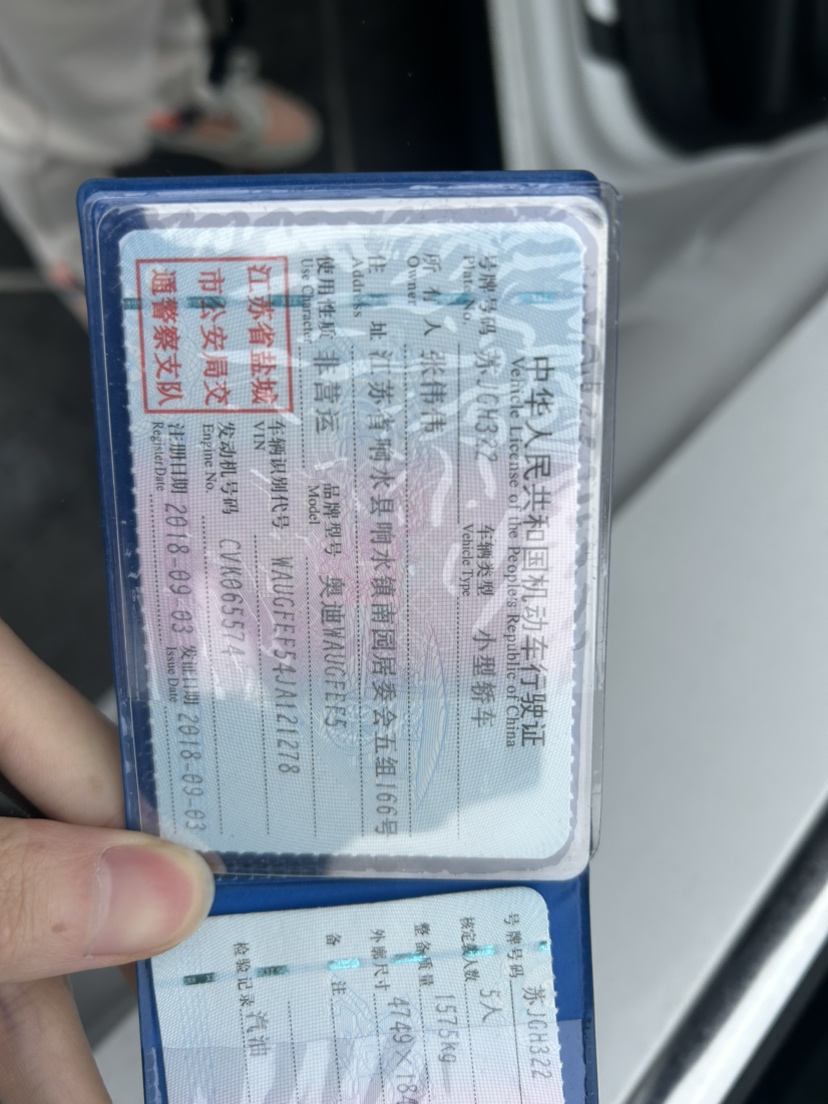 中华人民共和国机动车行驶证
Vehicle License of the People's Republic of China
号牌号码 苏JGH322 车辆类型 小型轿车
Plate No. Vehicle Type
所有人 张伟伟
Owner
住址 江苏省响水县响水镇南园居委会五组166号
Address
使用性质 非营运 品牌型号 奥迪WAUGFEF5
Use Character Model
江苏省盐城
市公安局交
通警察支队
车辆识别代号 WAUGFEF54JA121278
VIN
发动机号码 CVK065574
Engine No.
注册日期 2018-09-03 发证日期 2018-09-03
Register Date Issue Date
号牌号码 苏JGH322
核定载人数 5人
整备质量 1575kg
外廓尺寸 4749×184
备注
检验记录 汽油